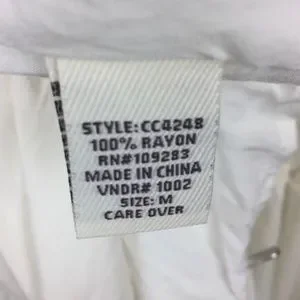 STYLE:CC4248
100% RAYON
RN#109283
MADE IN CHINA
VNDR# 1002
SIZE: M
CARE OVER